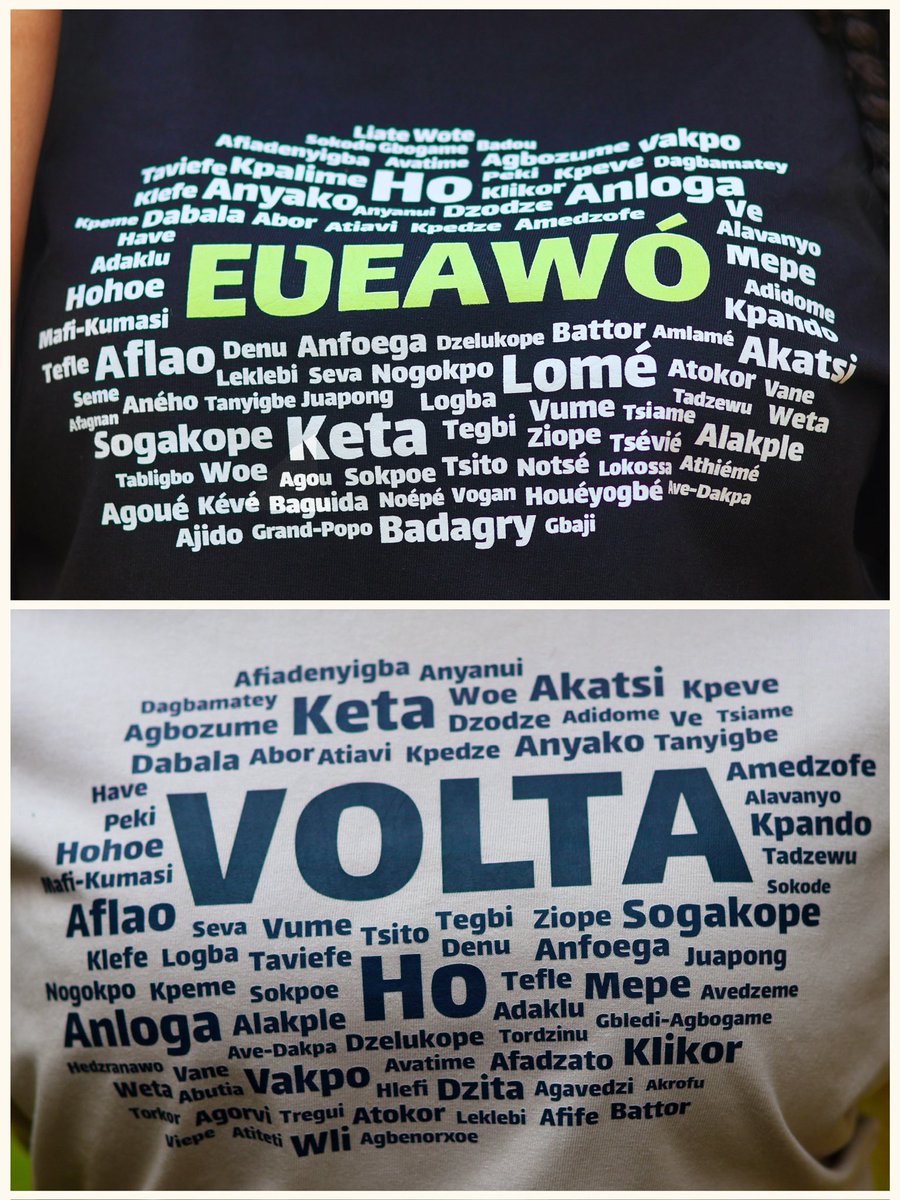 Liate Wote
Afiadenyigba Sokode Gbogame Badou
Taviefe Kpalime Avatime Agbozume Vakpo
Klefe Anyako Ho Peki Kpeve Dagbamatey
Klikor Anloga
Kpeme Dabala Abor Anyanui Dzodze Ve
Atiavi Kpedze Amedzofe
Have Alavanyo
Adaklu EƲEAWÓ Mepe
Hohoe Adidome
Mafi-Kumasi Kpando
Tefle Aflao Denu Anfoega Dzelukope Battor Amlamé Akatsi
Leklebi Seva Nogokpo Lomé Atokor Vane
Seme Aného Tanyigbe Juapong Logba Vume Tsiame Tadzewu Weta
Afagnan
Sogakope Keta Tegbi Ziope Tsévié Alakple
Tabligbo Woe Agou Sokpoe Tsito Notsé Lokossa Athiémé
Agoué Kévé Baguida Noépé Vogan Houéyogbé Ave-Dakpa
Ajido Grand-Popo Badagry Gbaji
Afiadenyigba Anyanui
Dagbamatey Keta Woe Akatsi Kpeve
Agbozume Dzodze Adidome Ve Tsiame
Dabala Abor Atiavi Kpedze Anyako Tanyigbe
Have Amedzofe
Peki VOLTA Alavanyo
Hohoe Kpando
Mafi-Kumasi Tadzewu
Sokode
Aflao Seva Vume Tsito Tegbi Ziope Sogakope
Klefe Logba Taviefe Denu Anfoega Juapong
Nogokpo Kpeme Sokpoe Ho Tefle Mepe Avedzeme
Anloga Alakple Adaklu Gbledi-Agbogame
Ave-Dakpa Dzelukope Tordzinu
Hedzranawo Vane Avatime Afadzato Klikor
Weta Abutia Vakpo Hlefi Dzita Agavedzi Akrofu
Torkor Agorvi Tregui Atokor Leklebi Afife Battor
Viepe Atiteti Wli Agbenorxoe